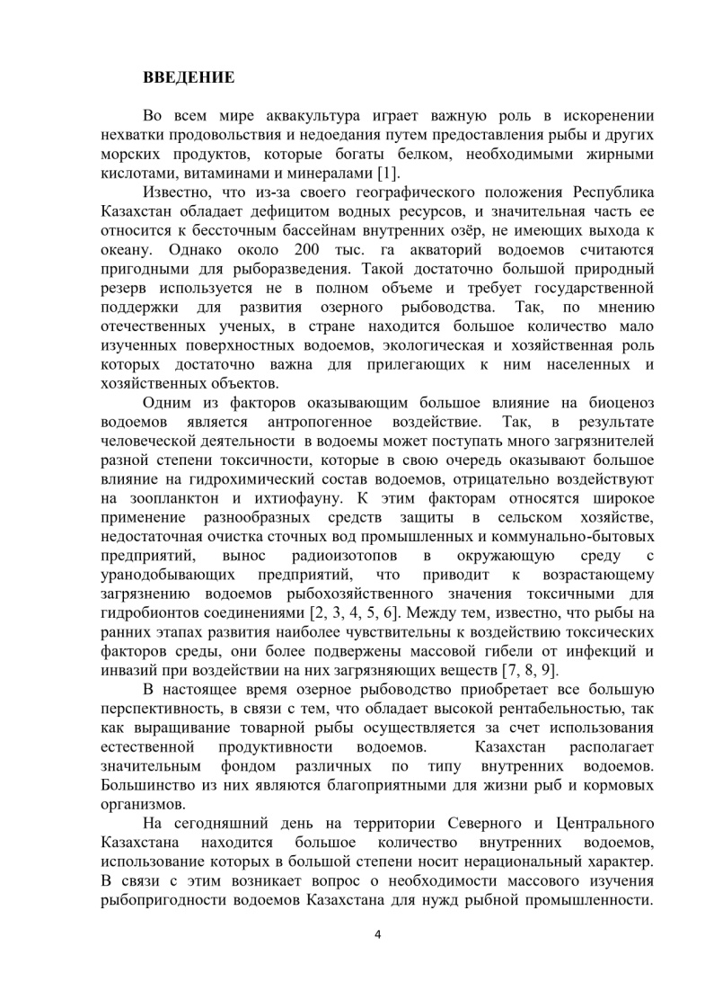 ВВЕДЕНИЕ
Во всем мире аквакультура играет важную роль в искоренении
нехватки продовольствия и недоедания путем предоставления рыбы и других
морских продуктов, которые богаты белком, необходимыми жирными
кислотами, витаминами и минералами [1].
Известно, что из-за своего географического положения Республика
Казахстан обладает дефицитом водных ресурсов, и значительная часть ее
относится к бессточным бассейнам внутренних озёр, не имеющих выхода к
океану. Однако около 200 тыс. га акваторий водоемов считаются
пригодными для рыборазведения. Такой достаточно большой природный
резерв используется не в полном объеме и требует государственной
поддержки для развития озерного рыбоводства. Так, по мнению
отечественных ученых, в стране находится большое количество мало
изученных поверхностных водоемов, экологическая и хозяйственная роль
которых достаточно важна для прилегающих к ним населенных и
хозяйственных объектов.
Одним из факторов оказывающим большое влияние на биоценоз
водоемов является антропогенное воздействие. Так, в результате
человеческой деятельности в водоемы может поступать много загрязнителей
разной степени токсичности, которые в свою очередь оказывают большое
влияние на гидрохимический состав водоемов, отрицательно воздействуют
на зоопланктон и ихтиофауну. К этим факторам относятся широкое
применение разнообразных средств защиты в сельском хозяйстве,
недостаточная очистка сточных вод промышленных и коммунально-бытовых
предприятий, вынос радиоизотопов в окружающую среду с
уранодобывающих предприятий, что приводит к возрастающему
загрязнению водоемов рыбохозяйственного значения токсичными для
гидробионтов соединениями [2, 3, 4, 5, 6]. Между тем, известно, что рыбы на
ранних этапах развития наиболее чувствительны к воздействию токсических
факторов среды, они более подвержены массовой гибели от инфекций и
инвазий при воздействии на них загрязняющих веществ [7, 8, 9].
В настоящее время озерное рыбоводство приобретает все большую
перспективность, в связи с тем, что обладает высокой рентабельностью, так
как выращивание товарной рыбы осуществляется за счет использования
естественной продуктивности водоемов. Казахстан располагает
значительным фондом различных по типу внутренних водоемов.
Большинство из них являются благоприятными для жизни рыб и кормовых
организмов.
На сегодняшний день на территории Северного и Центрального
Казахстана находится большое количество внутренних водоемов,
использование которых в большой степени носит нерациональный характер.
В связи с этим возникает вопрос о необходимости массового изучения
рыбопригодности водоемов Казахстана для нужд рыбной промышленности.
4